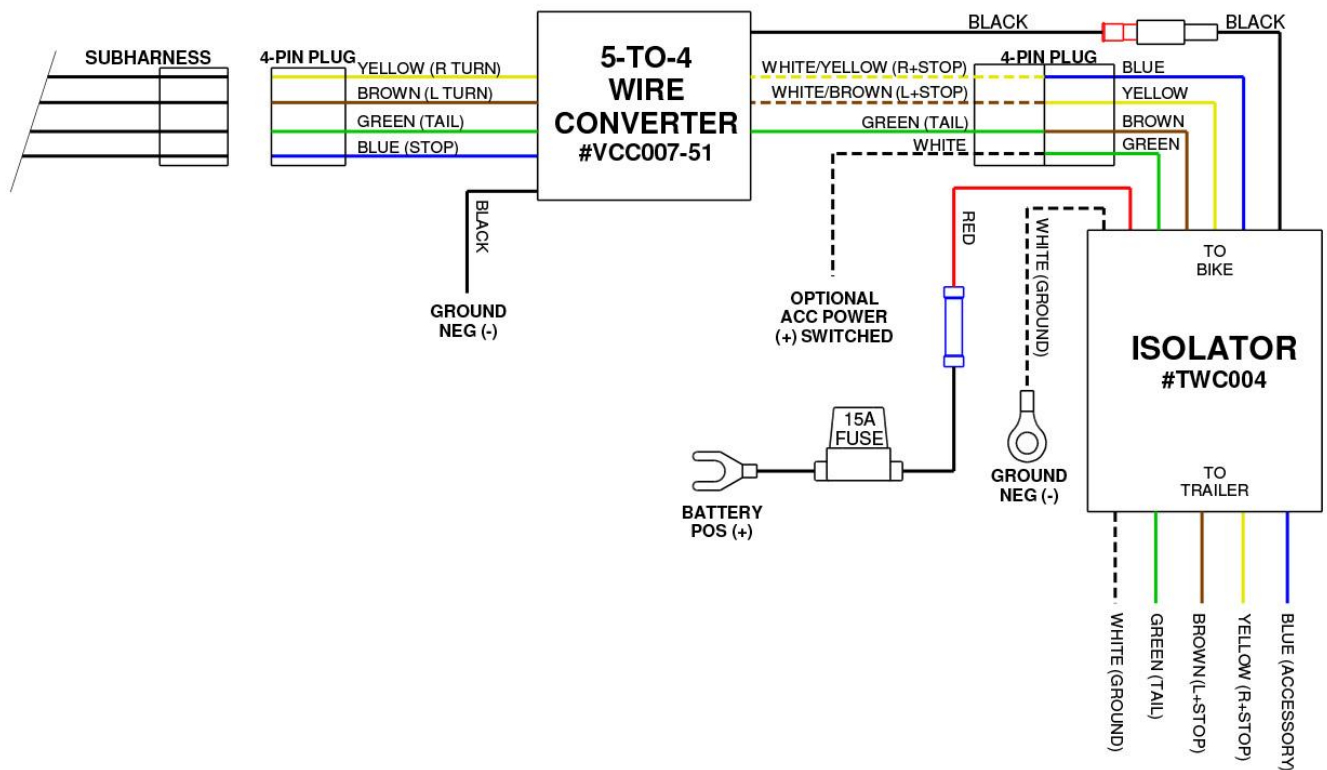 BLACK
BLACK
SUBHARNESS
4-PIN PLUG
YELLOW (R TURN)
BROWN (L TURN)
GREEN (TAIL)
BLUE (STOP)
5-TO-4
WIRE
CONVERTER
#VCC007-51
WHITE/YELLOW (R+STOP)
WHITE/BROWN (L+STOP)
GREEN (TAIL)
WHITE
4-PIN PLUG
BLUE
YELLOW
BROWN
GREEN
BLACK
GROUND
NEG (-)
OPTIONAL
ACC POWER
(+) SWITCHED
RED
WHITE (GROUND)
TO
BIKE
ISOLATOR
#TWC004
15A
FUSE
BATTERY
POS (+)
GROUND
NEG (-)
TO
TRAILER
WHITE (GROUND)
GREEN (TAIL)
BROWN (L+STOP)
YELLOW (R+STOP)
BLUE (ACCESSORY)